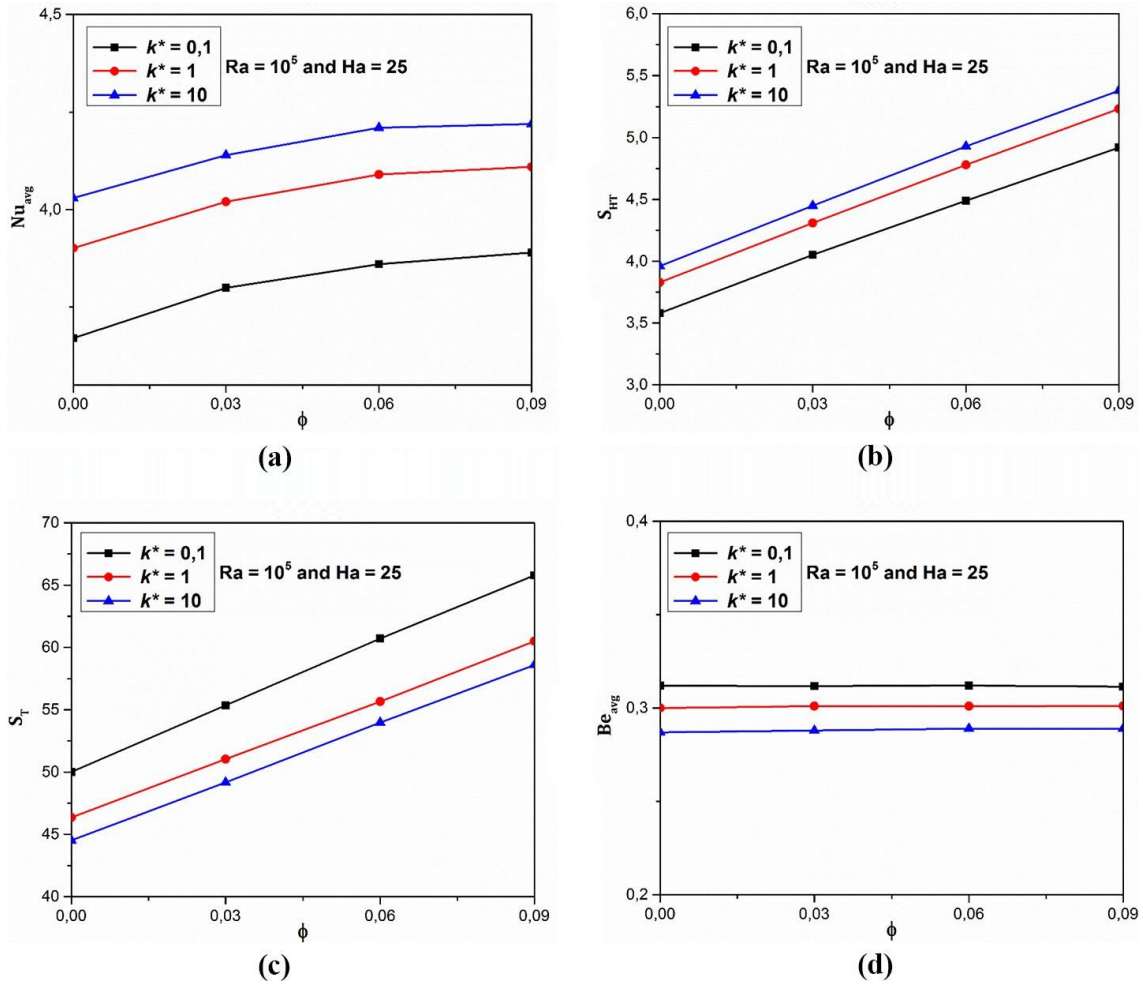 4,5
k* = 0,1
k* = 1
k* = 10
Ra = 10⁵ and Ha = 25
4,0
Nu_avg
0,00 0,03 0,06 0,09
ϕ
(a)
6,0
5,5
5,0
4,5
4,0
3,5
3,0
k* = 0,1
k* = 1
k* = 10
Ra = 10⁵ and Ha = 25
S_HT
0,00 0,03 0,06 0,09
ϕ
(b)
70
65
60
55
50
45
40
k* = 0,1
k* = 1
k* = 10
Ra = 10⁵ and Ha = 25
S_T
0,00 0,03 0,06 0,09
ϕ
(c)
0,4
0,3
0,2
k* = 0,1
k* = 1
k* = 10
Ra = 10⁵ and Ha = 25
Be_avg
0,00 0,03 0,06 0,09
ϕ
(d)